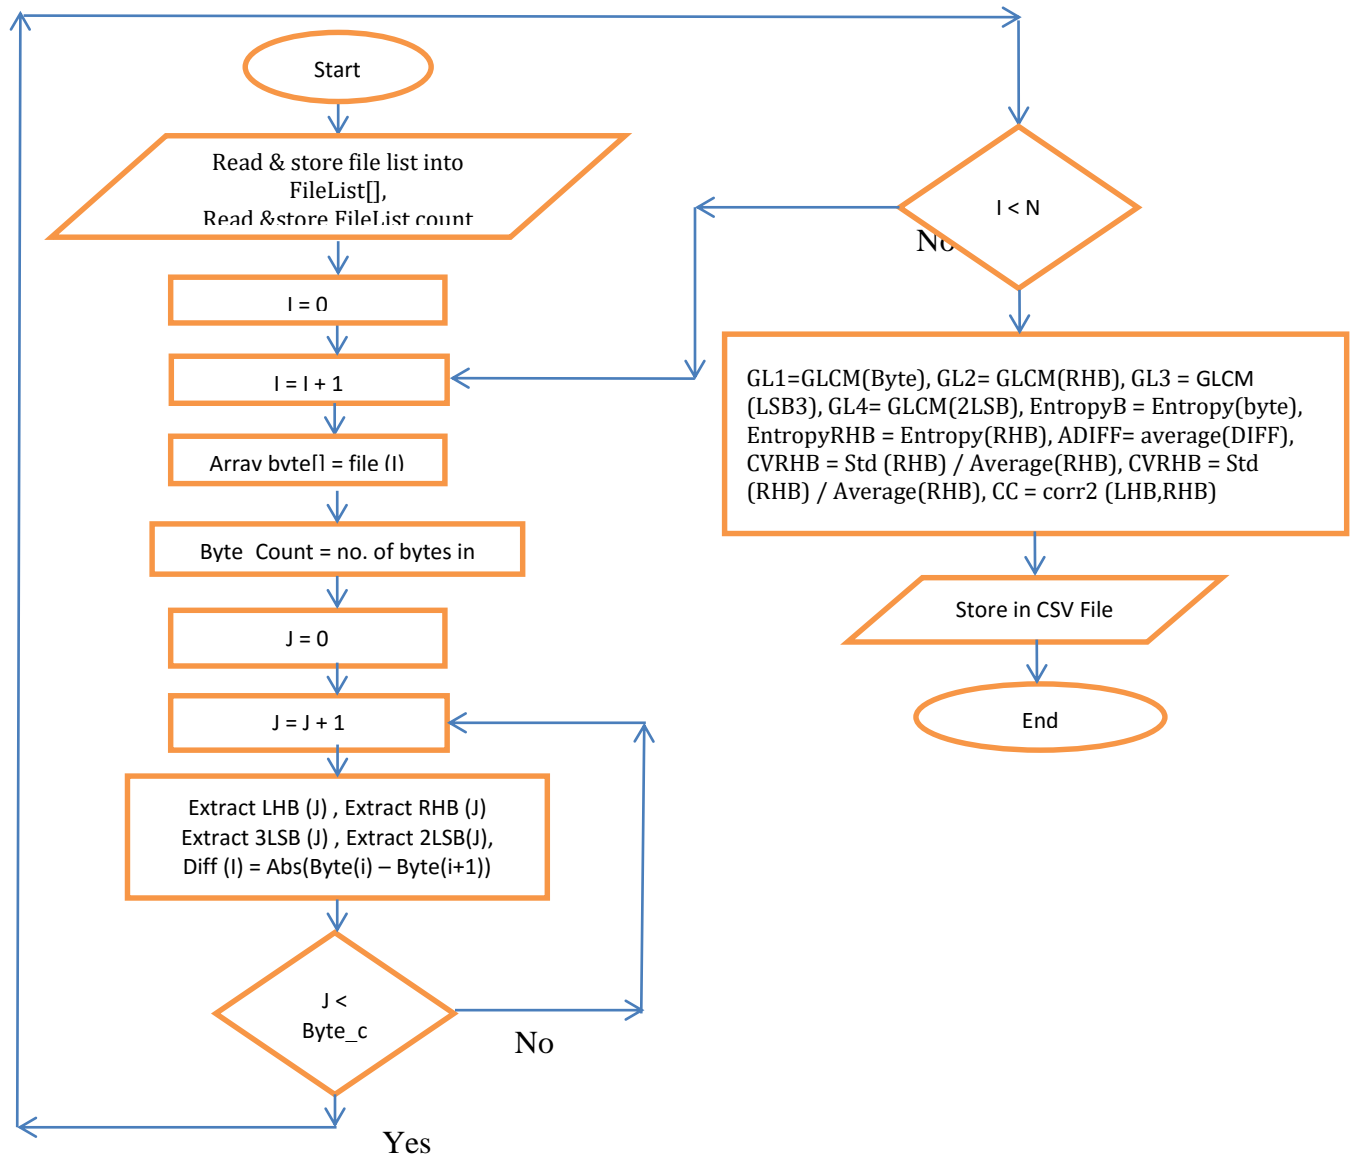 Start
Read & store file list into
FileList[],
Read &store FileList count
I = 0
I = I + 1
Array byte[] = file (I)
Byte_Count = no. of bytes in
J = 0
J = J + 1
Extract LHB (J) , Extract RHB (J)
Extract 3LSB (J) , Extract 2LSB(J),
Diff (I) = Abs(Byte(i) – Byte(i+1))
J <
Byte_c
No
Yes
I < N
No
GL1=GLCM(Byte), GL2= GLCM(RHB), GL3 = GLCM
(LSB3), GL4= GLCM(2LSB), EntropyB = Entropy(byte),
EntropyRHB = Entropy(RHB), ADIFF= average(DIFF),
CVRHB = Std (RHB) / Average(RHB), CVRHB = Std
(RHB) / Average(RHB), CC = corr2 (LHB,RHB)
Store in CSV File
End